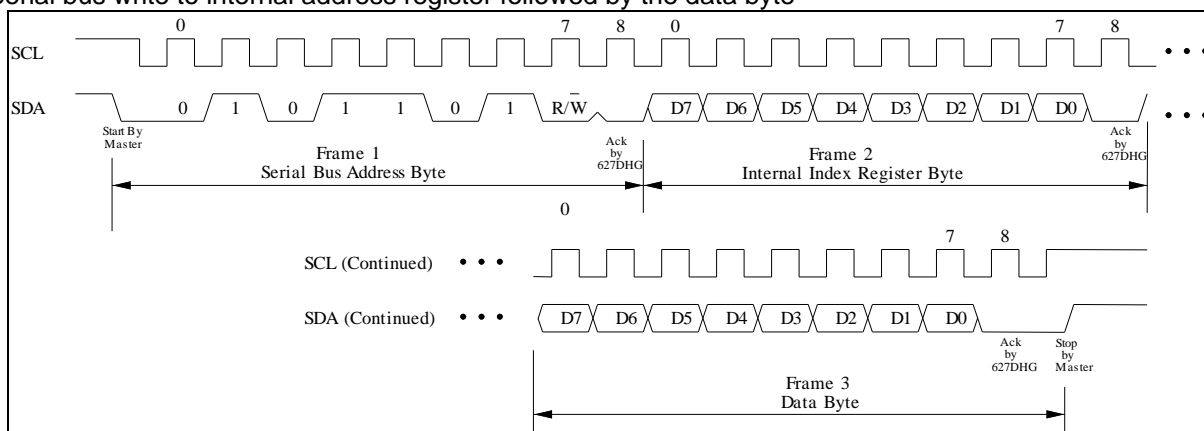 serial bus write to internal address register followed by the data byte
0 7 8 0 7 8
SCL
SDA 0 1 0 1 1 0 1 R/W̅ D7 D6 D5 D4 D3 D2 D1 D0
Start By
Master
Ack
by
627DHG
Ack
by
627DHG
Frame 1
Serial Bus Address Byte
Frame 2
Internal Index Register Byte
0 7 8
SCL (Continued)
SDA (Continued) D7 D6 D5 D4 D3 D2 D1 D0
Ack
by
627DHG
Stop
by
Master
Frame 3
Data Byte